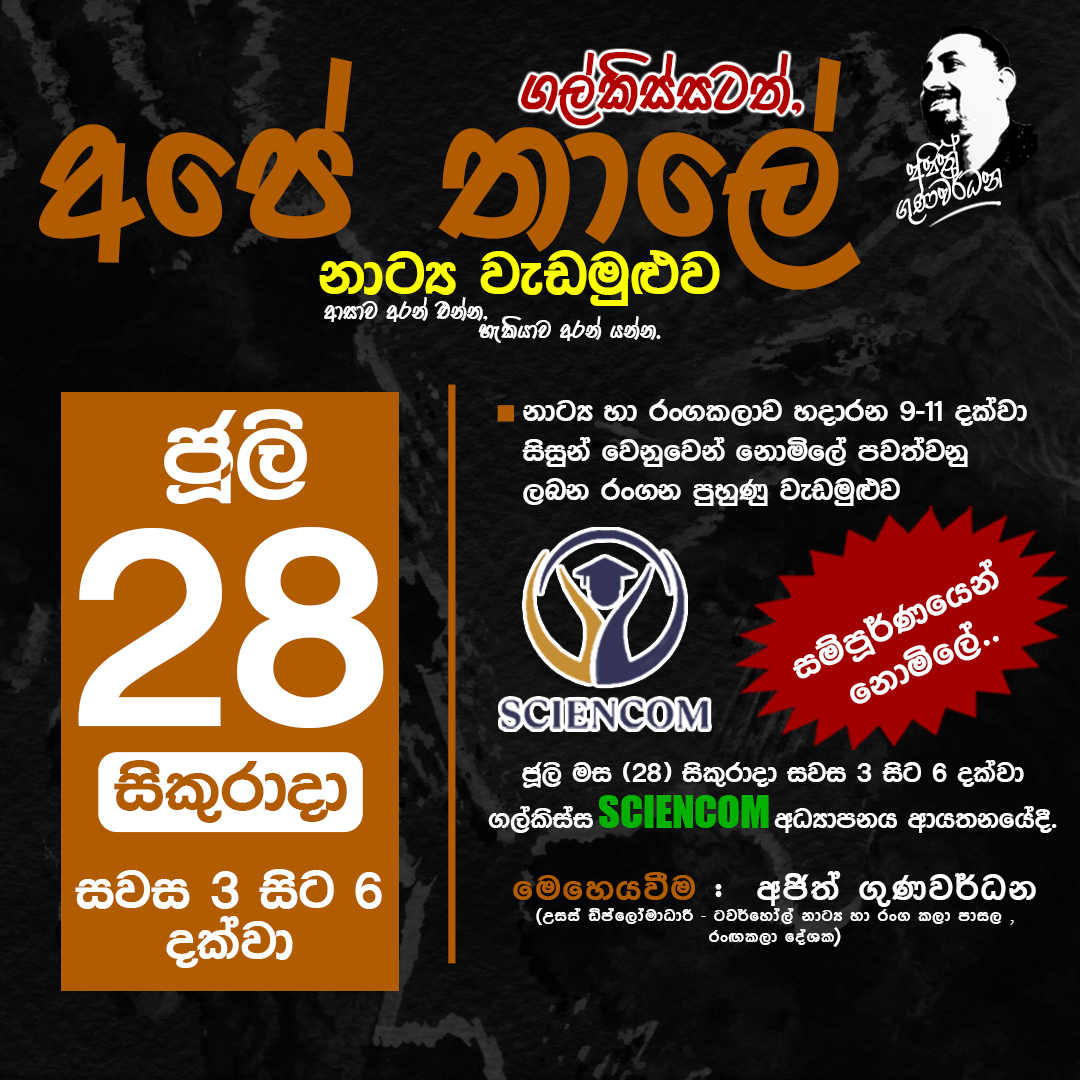 ගල්කිස්සටත්,
අපේ තාලේ
නාට්‍ය වැඩමුළුව
ආසාව අරන් එන්න,
හැකියාව අරන් යන්න.
අජිත්
ගුණවර්ධන
ජූලි
28
සිකුරාදා
සවස 3 සිට 6
දක්වා
නාට්‍ය හා රංගකලාව හදාරන 9-11 දක්වා
සිසුන් වෙනුවෙන් නොමිලේ පවත්වනු
ලබන රංගන පුහුණු වැඩමුළුව
SCIENCOM
සම්පූර්ණයෙන්
නොමිලේ..
ජූලි මස (28) සිකුරාදා සවස 3 සිට 6 දක්වා
ගල්කිස්ස SCIENCOM අධ්‍යාපනය ආයතනයේදී.
මෙහෙයවීම : අජිත් ගුණවර්ධන
(උසස් ඩිප්ලෝමාධාරී - ටවර්හෝල් නාට්‍ය හා රංග කලා පාසල ,
රංඟකලා දේශක)